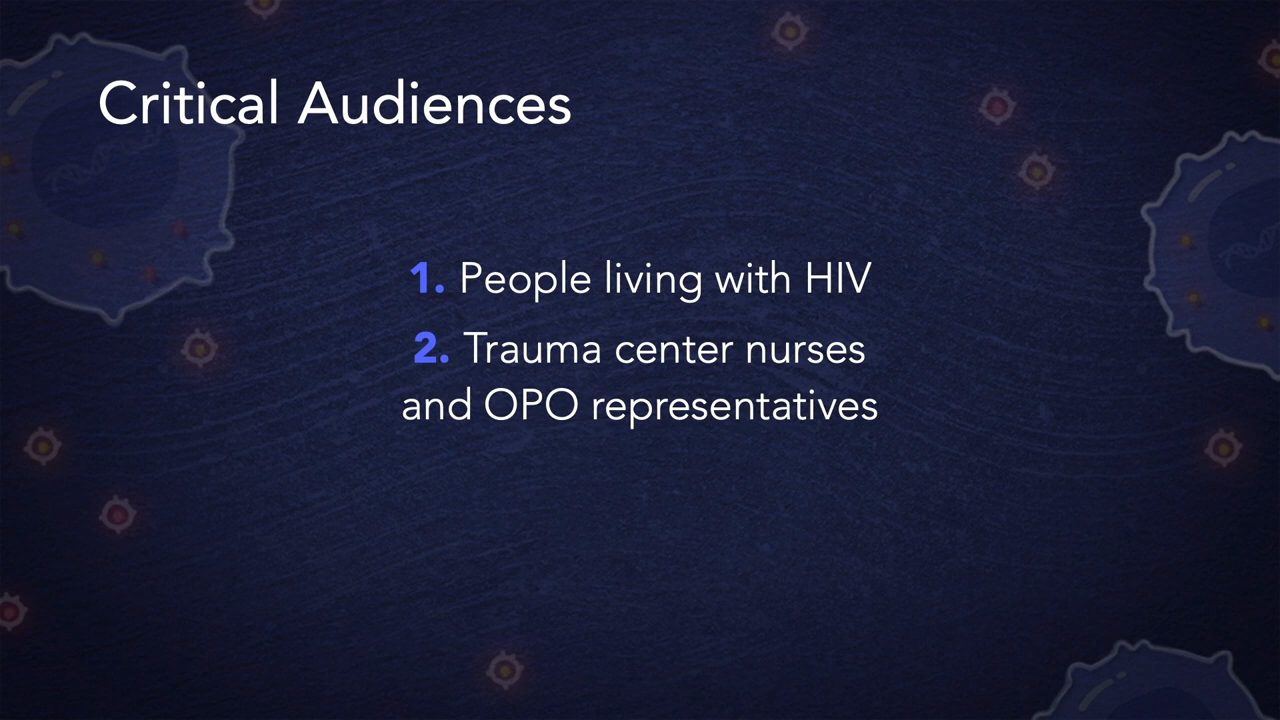 Critical Audiences
1. People living with HIV
2. Trauma center nurses
and OPO representatives